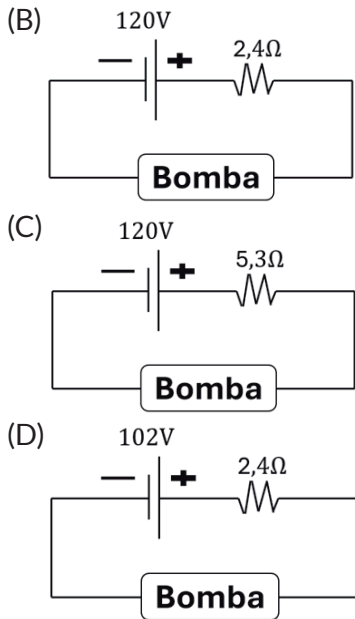 (B)
120V
− +
2,4Ω
Bomba
(C)
120V
− +
5,3Ω
Bomba
(D)
102V
− +
2,4Ω
Bomba